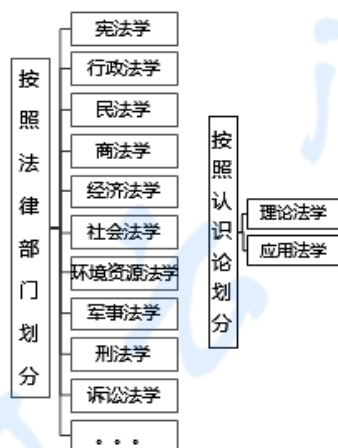 按照法律部门划分
宪法学
行政法学
民法学
商法学
经济法学
社会法学
环境资源法学
军事法学
刑法学
诉讼法学
。。。
按照认识论划分
理论法学
应用法学